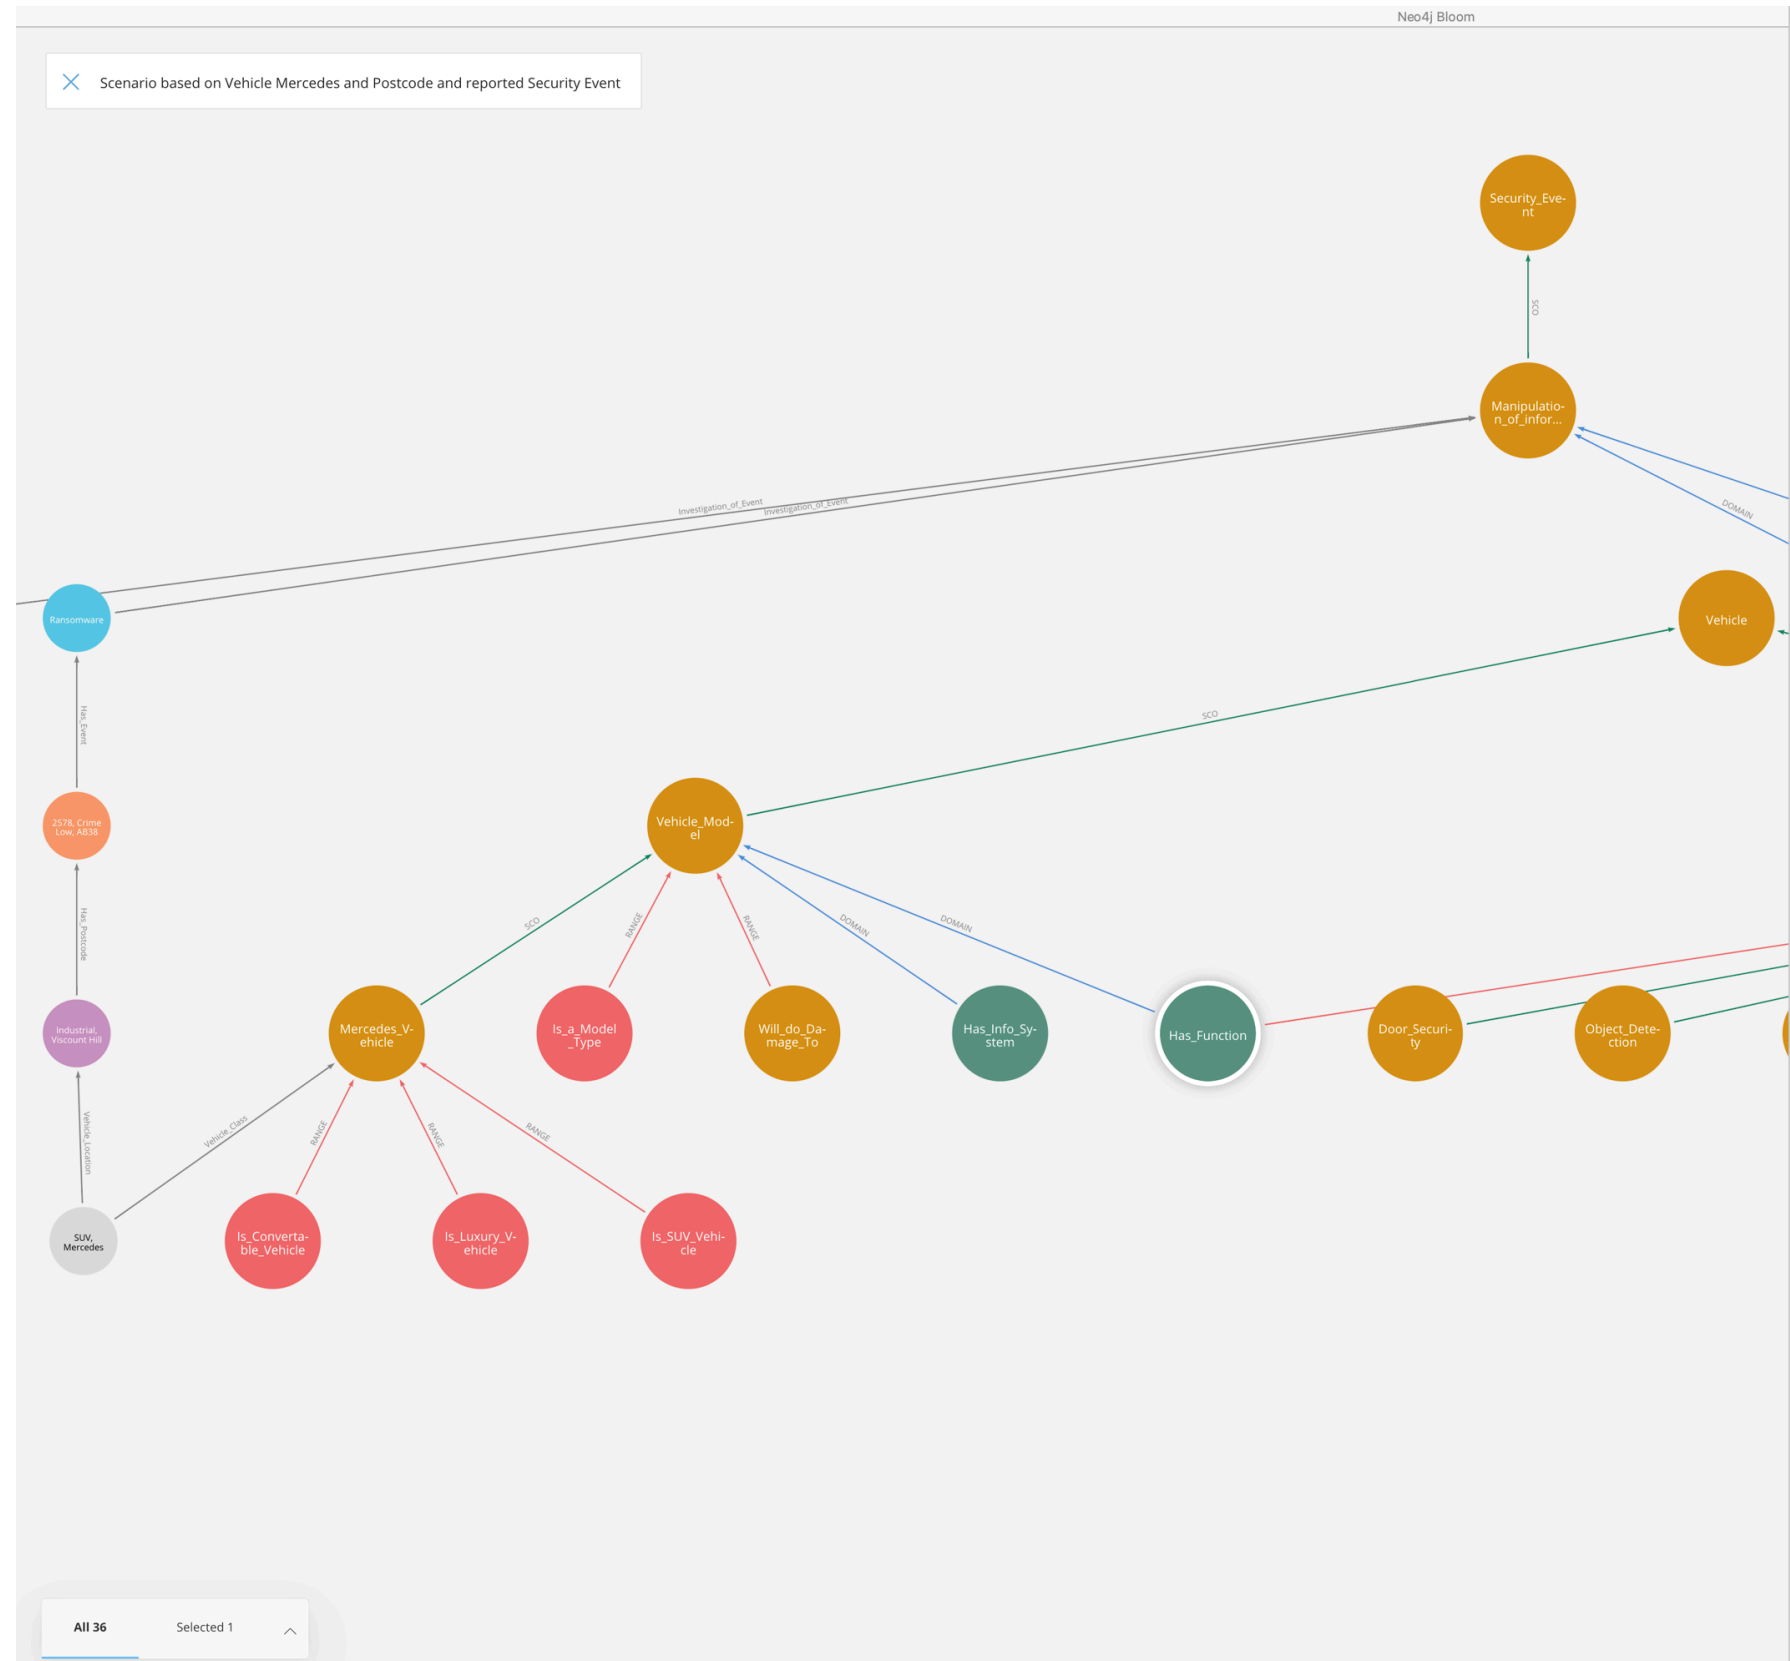 Neo4j Bloom
Scenario based on Vehicle Mercedes and Postcode and reported Security Event
Security_Eve-
nt
SCO
Manipulatio-
n_of_infor...
Investigation_of_Event
Investigation_of_Event
DOMAIN
Ransomware
Vehicle
Has_Event
SCO
2578, Crime
Low, AB38
Vehicle_Mod-
el
Has_Postcode
SCO
RANGE
RANGE
DOMAIN
DOMAIN
Industrial,
Viscount Hill
Mercedes_V-
ehicle
Is_a_Model
_Type
Will_do_Da-
mage_To
Has_Info_Sy-
stem
Has_Function
Door_Securi-
ty
Object_Dete-
ction
Vehicle_Location
Vehicle_Class
RANGE
RANGE
RANGE
SUV,
Mercedes
Is_Converta-
ble_Vehicle
Is_Luxury_V-
ehicle
Is_SUV_Vehi-
cle
All 36
Selected 1